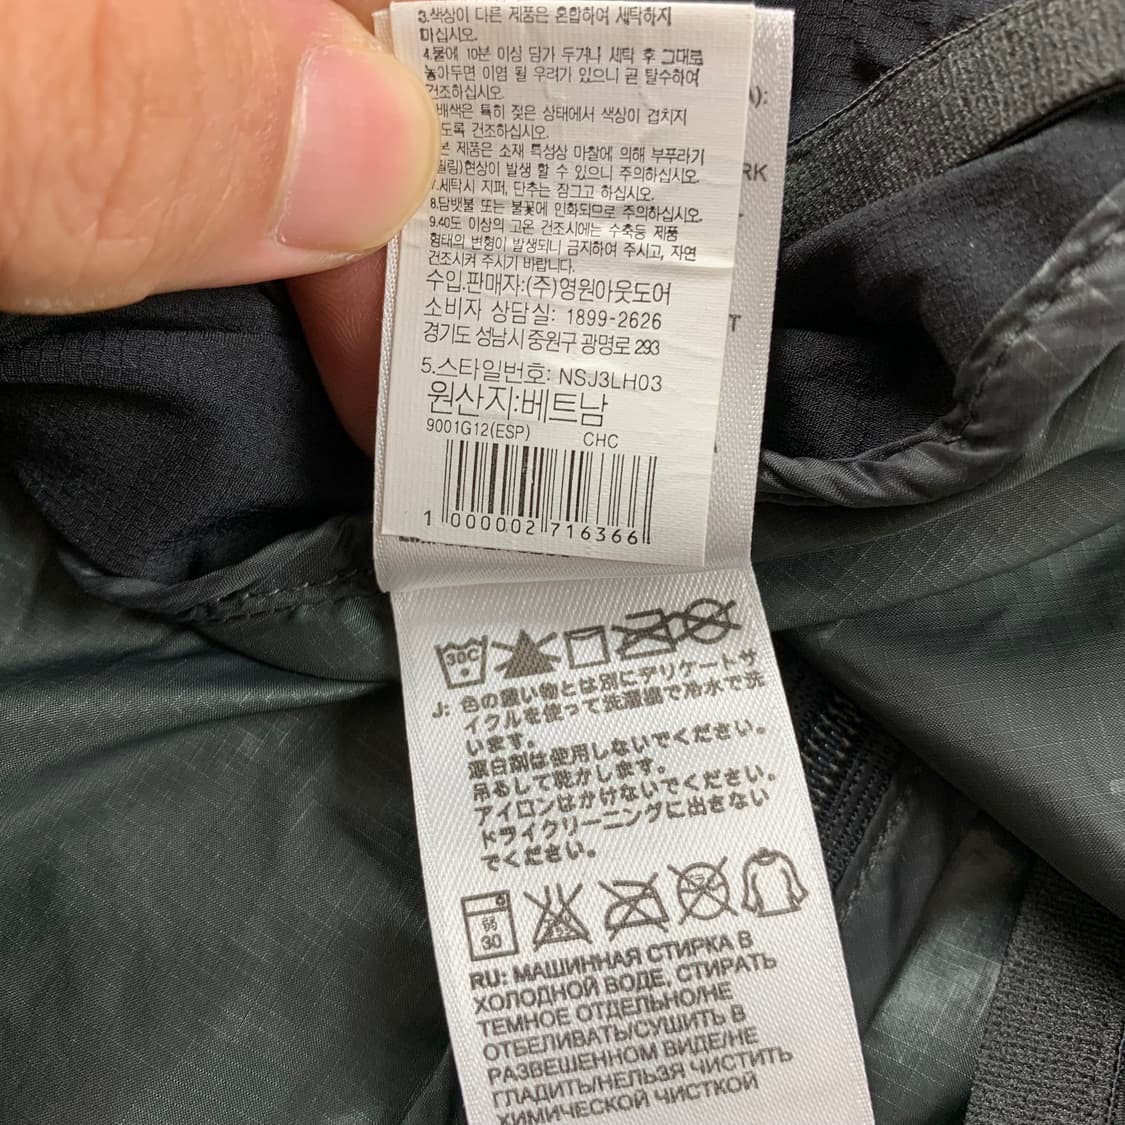 3.색상이 다른 제품은 혼합하여 세탁하지
마십시오.
4.물에 10분 이상 담가 두거나 세탁 후 그대로
놓아두면 이염 될 우려가 있으니 곧 탈수하여
건조하십시오.
배색은 특히 젖은 상태에서 색상이 겹치지
도록 건조하십시오.
본 제품은 소재 특성상 마찰에 의해 부푸라기
필링)현상이 발생 할 수 있으니 주의하십시오.
7.세탁시 지퍼, 단추는 잠그고 하십시오.
8.담뱃불 또는 불꽃에 인화되므로 주의하십시오.
9.40도 이상의 고온 건조시에는 수축등 제품
형태의 변형이 발생되니 금지하여 주시고, 자연
건조시켜 주시기 바랍니다.
수입.판매자:(주)영원아웃도어
소비자 상담실: 1899-2626
경기도 성남시 중원구 광명로 293
5.스타일번호: NSJ3LH03
원산지:베트남
9001G12(ESP) CHC
1 000002 716366
A):
RK
T
30C
J: 色の濃い物とは別にデリケートサ
イクルを使って洗濯機で冷水で洗
います。
漂白剤は使用しないでください。
吊るして乾かします。
アイロンはかけないでください。
ドライクリーニングに出さない
でください。
弱
30
RU: МАШИННАЯ СТИРКА В
ХОЛОДНОЙ ВОДЕ, СТИРАТЬ
ТЕМНОЕ ОТДЕЛЬНО/НЕ
ОТБЕЛИВАТЬ/СУШИТЬ В
РАЗВЕШЕННОМ ВИДЕ/НЕ
ГЛАДИТЬ/НЕЛЬЗЯ ЧИСТИТЬ
ХИМИЧЕСКОЙ ЧИСТКОЙ